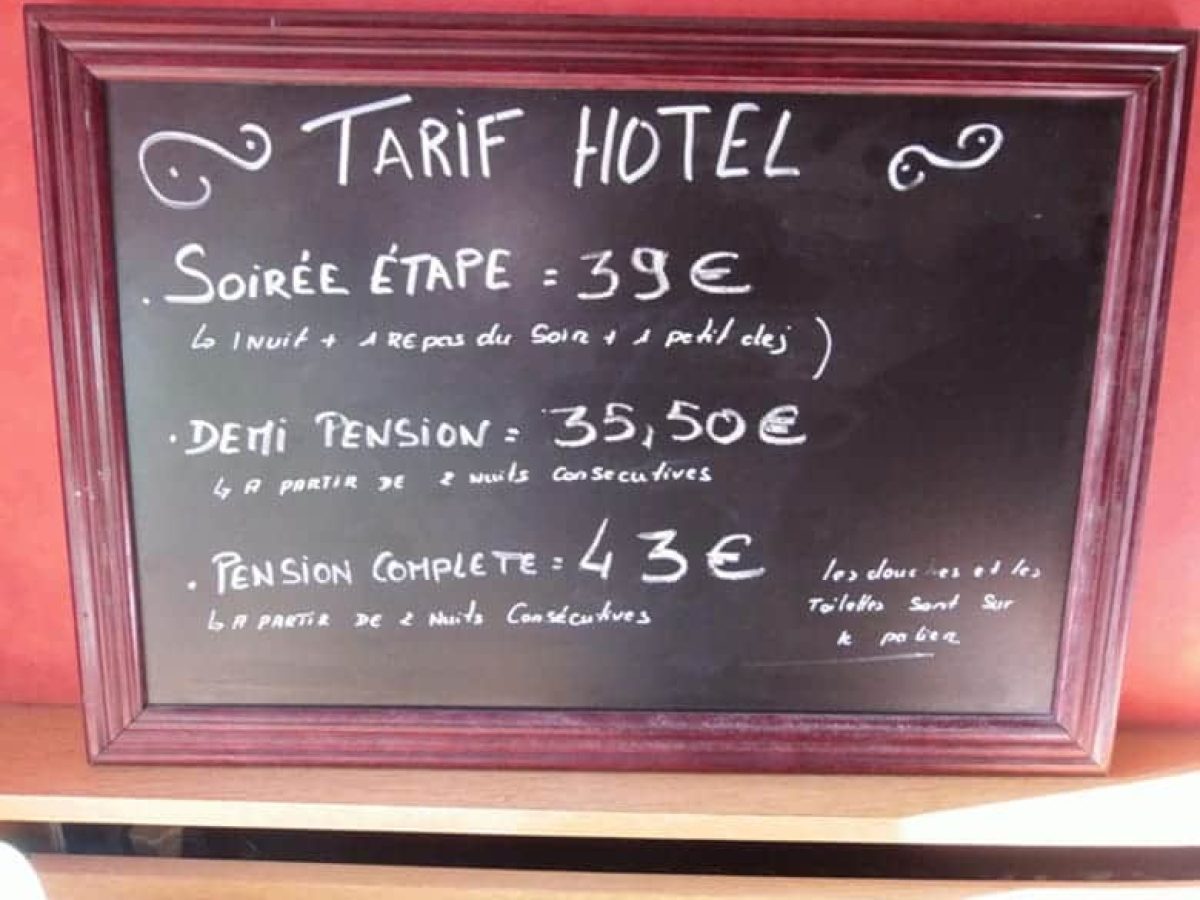 TARIF HOTEL
. SOIRÉE ÉTAPE = 39€
↳ 1 NUIT + 1 REpas du SOIR + 1 petit dej )
. DEMI PENSION = 35,50€
↳ A PARTIR DE 2 Nuits Consecutives
. PENSION COMPLETE = 43€
↳ A PARTIR DE 2 Nuits Consécutives
les douches et les
Toilettes sont sur
le palier